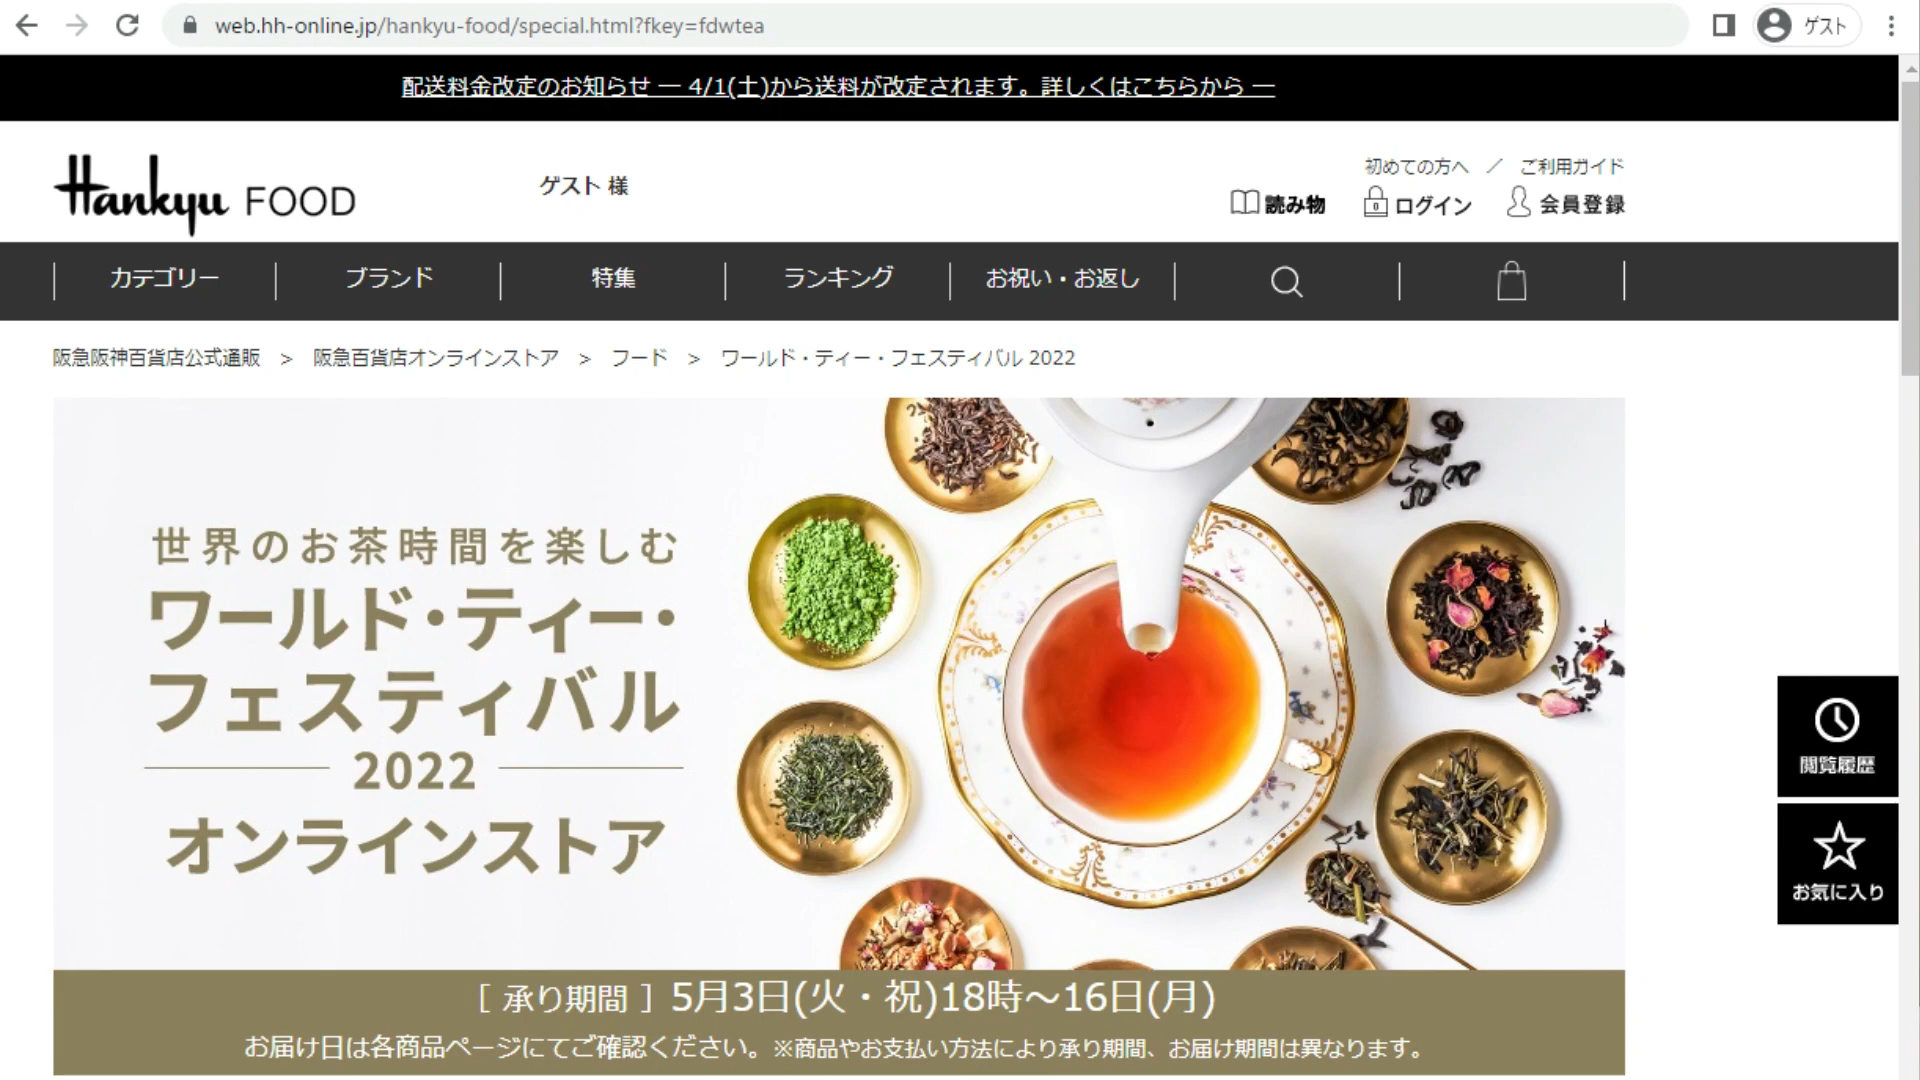 web.hh-online.jp/hankyu-food/special.html?fkey=fdwtea
ゲスト
配送料金改定のお知らせ ー 4/1(土)から送料が改定されます。詳しくはこちらから ー
Hankyu FOOD
ゲスト 様
初めての方へ ／ ご利用ガイド
読み物 ログイン 会員登録
カテゴリー ブランド 特集 ランキング お祝い・お返し
阪急阪神百貨店公式通販 > 阪急百貨店オンラインストア > フード > ワールド・ティー・フェスティバル 2022
世界のお茶時間を楽しむ
ワールド・ティー・
フェスティバル
2022
オンラインストア
閲覧履歴
お気に入り
［ 承り期間 ］5月3日(火・祝)18時～16日(月)
お届け日は各商品ページにてご確認ください。※商品やお支払い方法により承り期間、お届け期間は異なります。